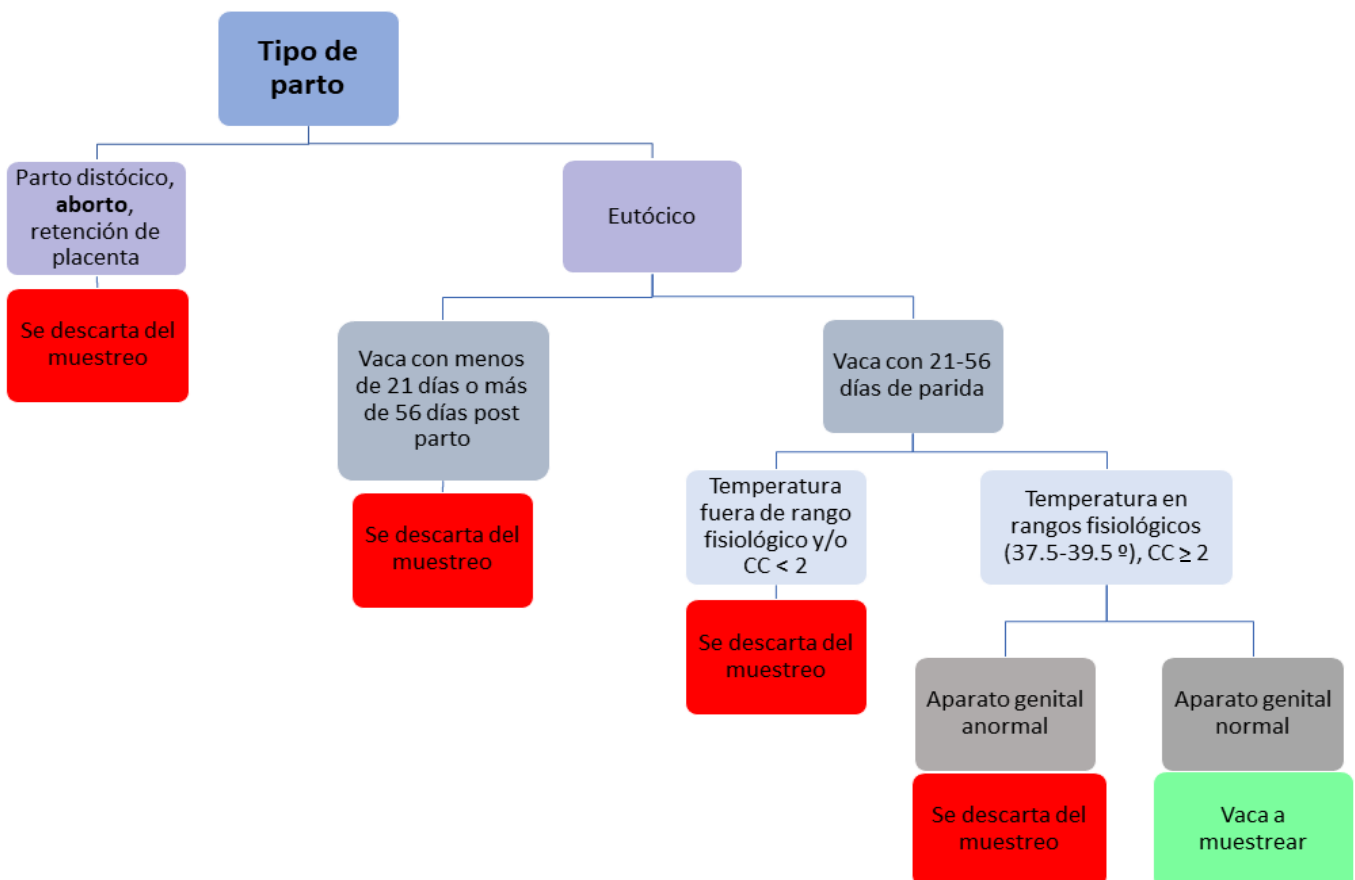 Tipo de
parto
Parto distócico,
aborto,
retención de
placenta
Se descarta del
muestreo
Eutócico
Vaca con menos
de 21 días o más
de 56 días post
parto
Se descarta del
muestreo
Vaca con 21-56
días de parida
Temperatura
fuera de rango
fisiológico y/o
CC < 2
Se descarta del
muestreo
Temperatura en
rangos fisiológicos
(37.5-39.5 º), CC ≥ 2
Aparato genital
anormal
Se descarta del
muestreo
Aparato genital
normal
Vaca a
muestrear